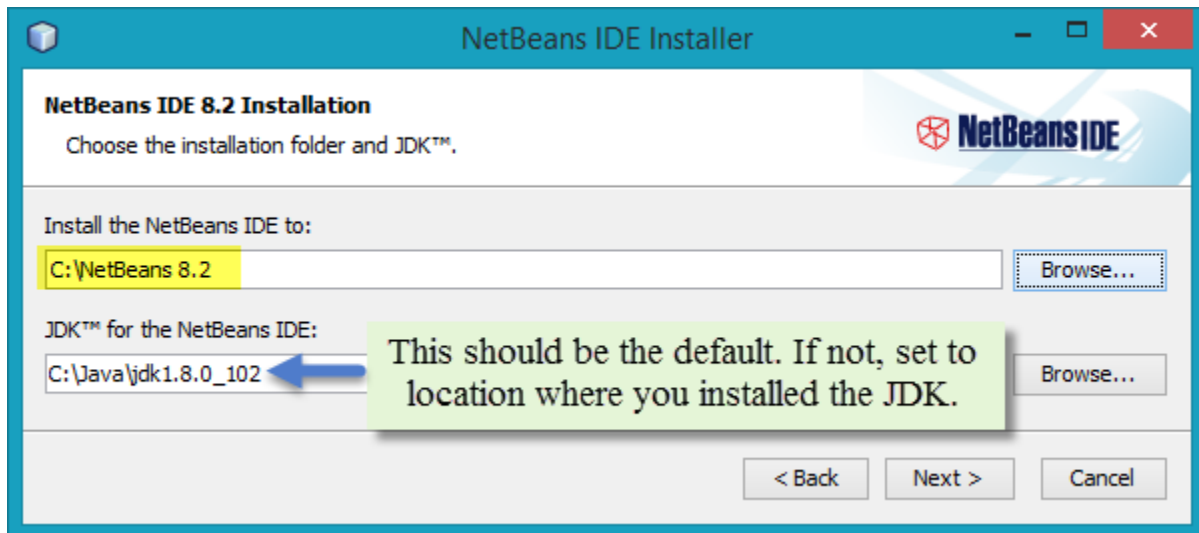 NetBeans IDE Installer
NetBeans IDE 8.2 Installation
Choose the installation folder and JDK™.
NetBeans IDE
Install the NetBeans IDE to:
C:\NetBeans 8.2
Browse...
JDK™ for the NetBeans IDE:
C:\Java\jdk1.8.0_102
This should be the default. If not, set to
location where you installed the JDK.
Browse...
< Back
Next >
Cancel